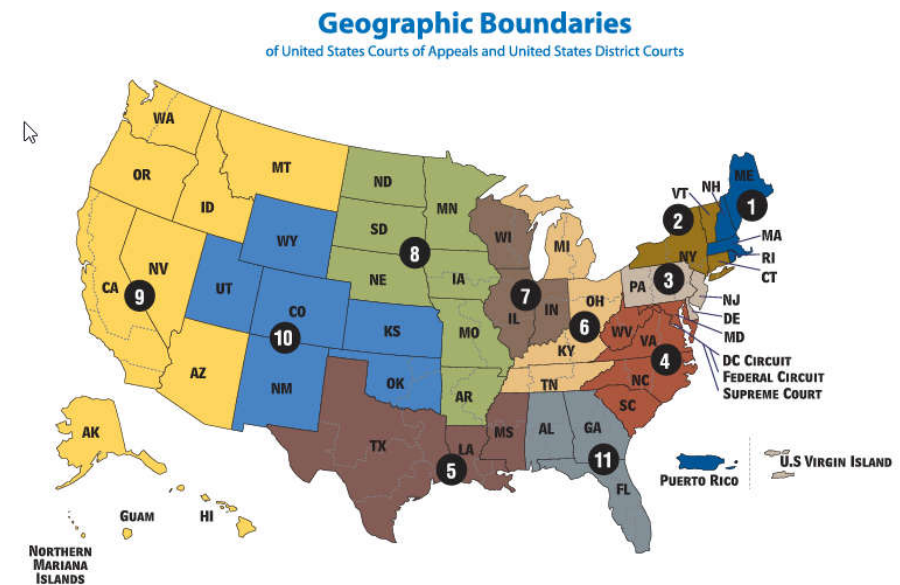 Geographic Boundaries
of United States Courts of Appeals and United States District Courts
WA
MT
ND
MN
ME
VT
NH
1
OR
ID
SD
WI
MI
2
MA
WY
8
NY
RI
CT
NV
CA
9
UT
NE
IA
7
IL
IN
OH
PA
3
NJ
DE
MD
CO
10
KS
MO
6
KY
WV
VA
4
DC CIRCUIT
FEDERAL CIRCUIT
SUPREME COURT
AZ
NM
OK
AR
TN
NC
SC
AK
TX
LA
5
MS
AL
GA
11
FL
PUERTO RICO
U.S VIRGIN ISLAND
GUAM
HI
NORTHERN
MARIANA
ISLANDS